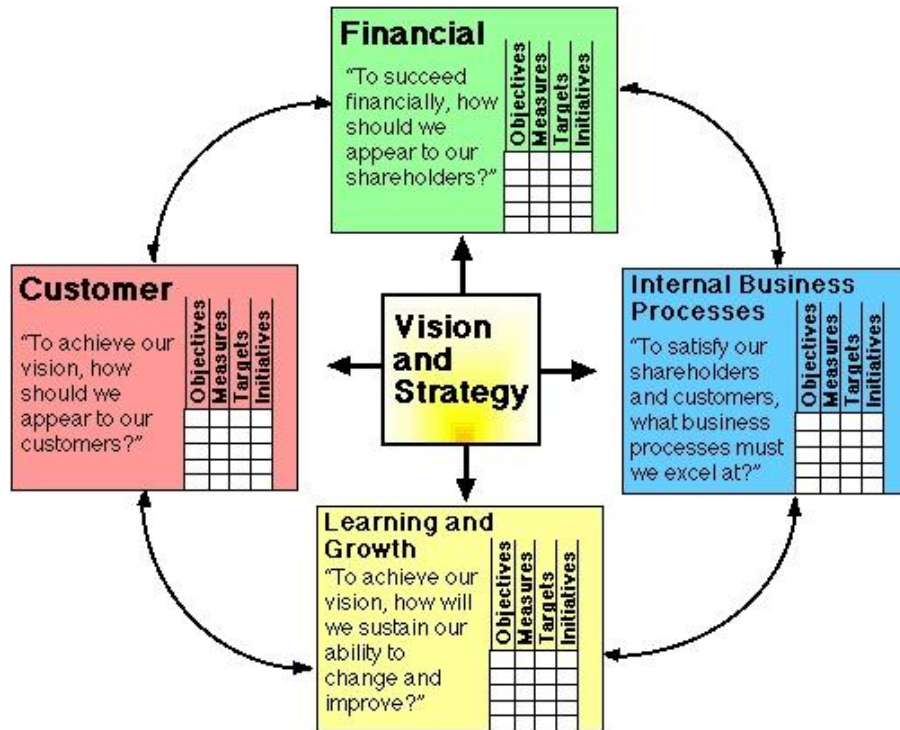 Financial
“To succeed
financially, how
should we
appear to our
shareholders?”
Objectives
Measures
Targets
Initiatives
Customer
“To achieve our
vision, how
should we
appear to our
customers?”
Objectives
Measures
Targets
Initiatives
Vision
and
Strategy
Internal Business
Processes
“To satisfy our
shareholders
and customers,
what business
processes must
we excel at?”
Objectives
Measures
Targets
Initiatives
Learning and
Growth
“To achieve our
vision, how will
we sustain our
ability to
change and
improve?”
Objectives
Measures
Targets
Initiatives